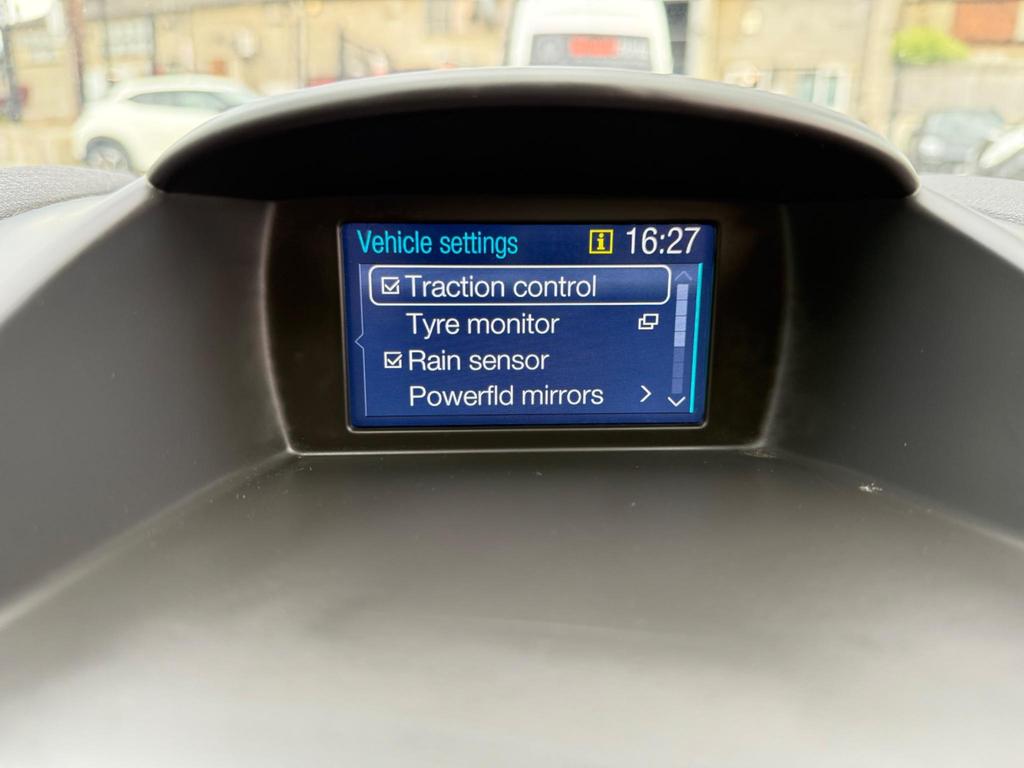 Vehicle settings i 16:27
Traction control
Tyre monitor
Rain sensor
Powerfld mirrors